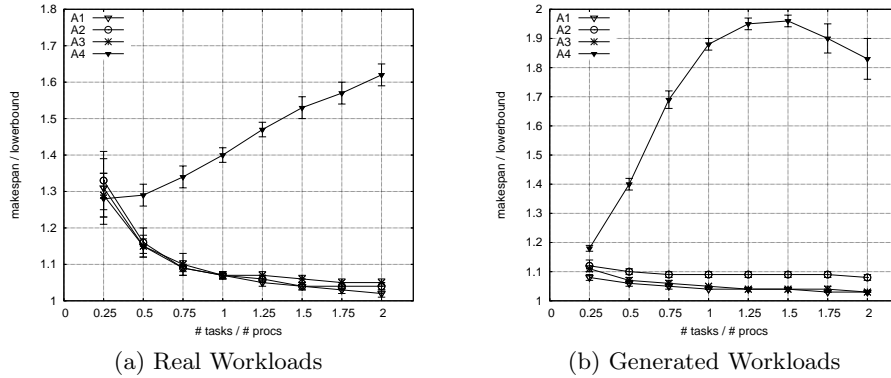 A1
A2
A3
A4
makespan / lowerbound
1.8
1.7
1.6
1.5
1.4
1.3
1.2
1.1
1
0 0.25 0.5 0.75 1 1.25 1.5 1.75 2
# tasks / # procs
(a) Real Workloads
A1
A2
A3
A4
makespan / lowerbound
2
1.9
1.8
1.7
1.6
1.5
1.4
1.3
1.2
1.1
1
0 0.25 0.5 0.75 1 1.25 1.5 1.75 2
# tasks / # procs
(b) Generated Workloads